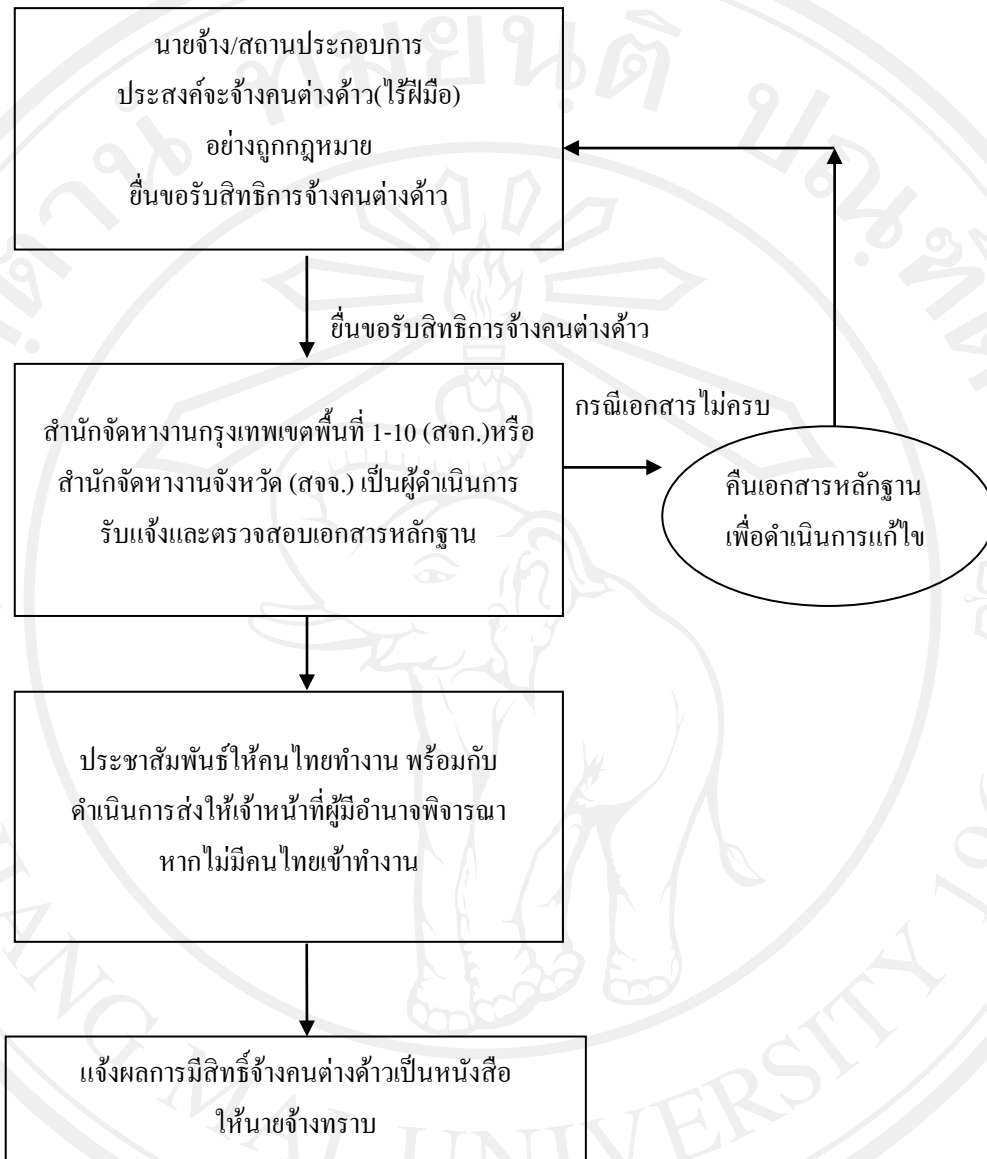 นายจ้าง/สถานประกอบการ
ประสงค์จะจ้างคนต่างด้าว(ไร้ฝีมือ)
อย่างถูกกฎหมาย
ยื่นขอรับสิทธิการจ้างคนต่างด้าว
ยื่นขอรับสิทธิการจ้างคนต่างด้าว
สำนักจัดหางานกรุงเทพเขตพื้นที่ 1-10 (สจก.)หรือ
สำนักจัดหางานจังหวัด (สจจ.) เป็นผู้ดำเนินการ
รับแจ้งและตรวจสอบเอกสารหลักฐาน
กรณีเอกสารไม่ครบ
คืนเอกสารหลักฐาน
เพื่อดำเนินการแก้ไข
ประชาสัมพันธ์ให้คนไทยทำงาน พร้อมกับ
ดำเนินการส่งให้เจ้าหน้าที่ผู้มีอำนาจพิจารณา
หากไม่มีคนไทยเข้าทำงาน
แจ้งผลการมีสิทธิ์จ้างคนต่างด้าวเป็นหนังสือ
ให้นายจ้างทราบ